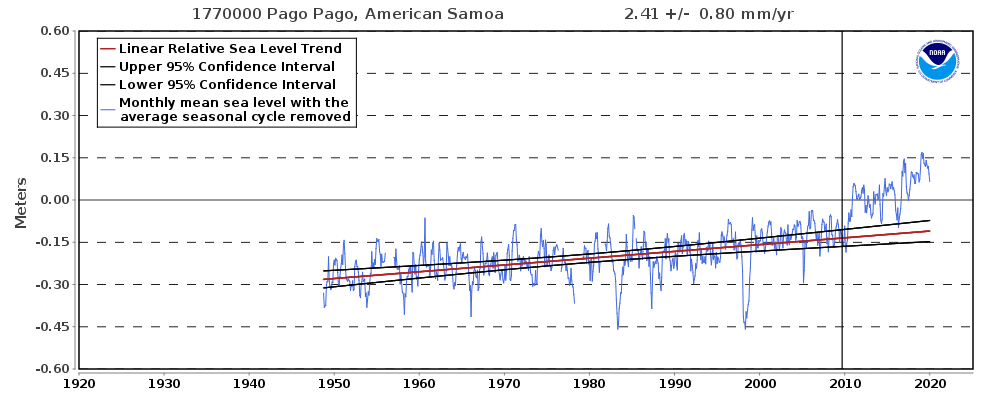 1770000 Pago Pago, American Samoa 2.41 +/- 0.80 mm/yr
0.60
0.45
0.30
0.15
0.00
-0.15
-0.30
-0.45
-0.60
Meters
Linear Relative Sea Level Trend
Upper 95% Confidence Interval
Lower 95% Confidence Interval
Monthly mean sea level with the
average seasonal cycle removed
NOAA
1920 1930 1940 1950 1960 1970 1980 1990 2000 2010 2020